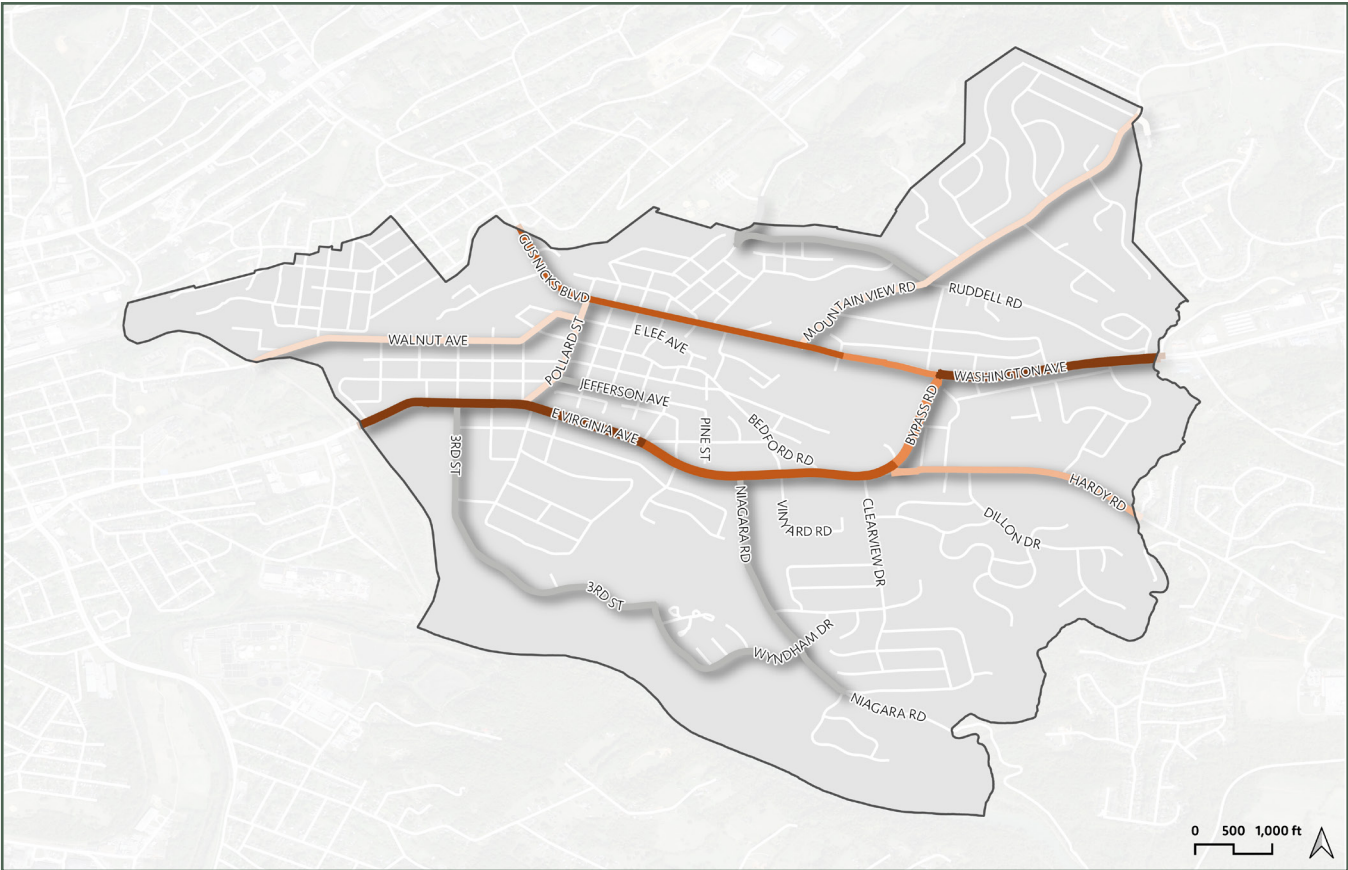 GUS NICKS BLVD
MOUNTAIN VIEW RD
RUDDELL RD
WALNUT AVE
E LEE AVE
POLLARD ST
WASHINGTON AVE
JEFFERSON AVE
BYPASS RD
E VIRGINIA AVE
PINE ST
BEDFORD RD
3RD ST
HARDY RD
NIAGARA RD
VINYARD RD
CLEARVIEW DR
DILLON DR
3RD ST
WYNDHAM DR
NIAGARA RD
0 500 1,000 ft